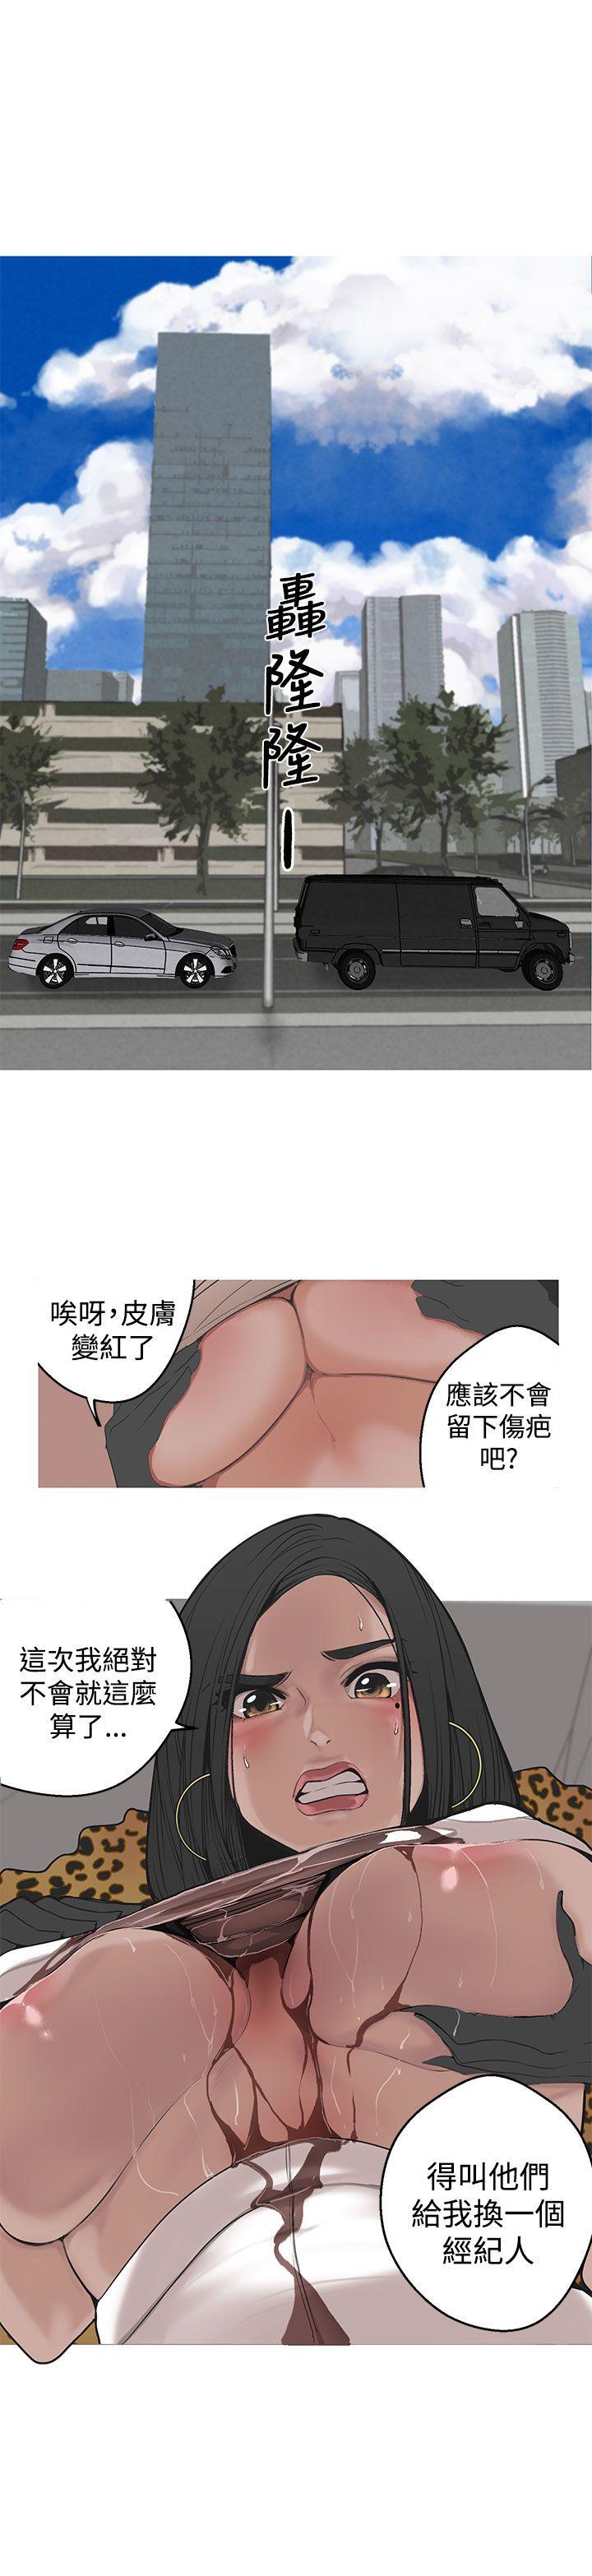 轟隆隆—
唉呀，皮膚
變紅了
應該不會
留下傷疤
吧?
這次我絕對
不會就這麼
算了...
得叫他們
給我換一個
經紀人